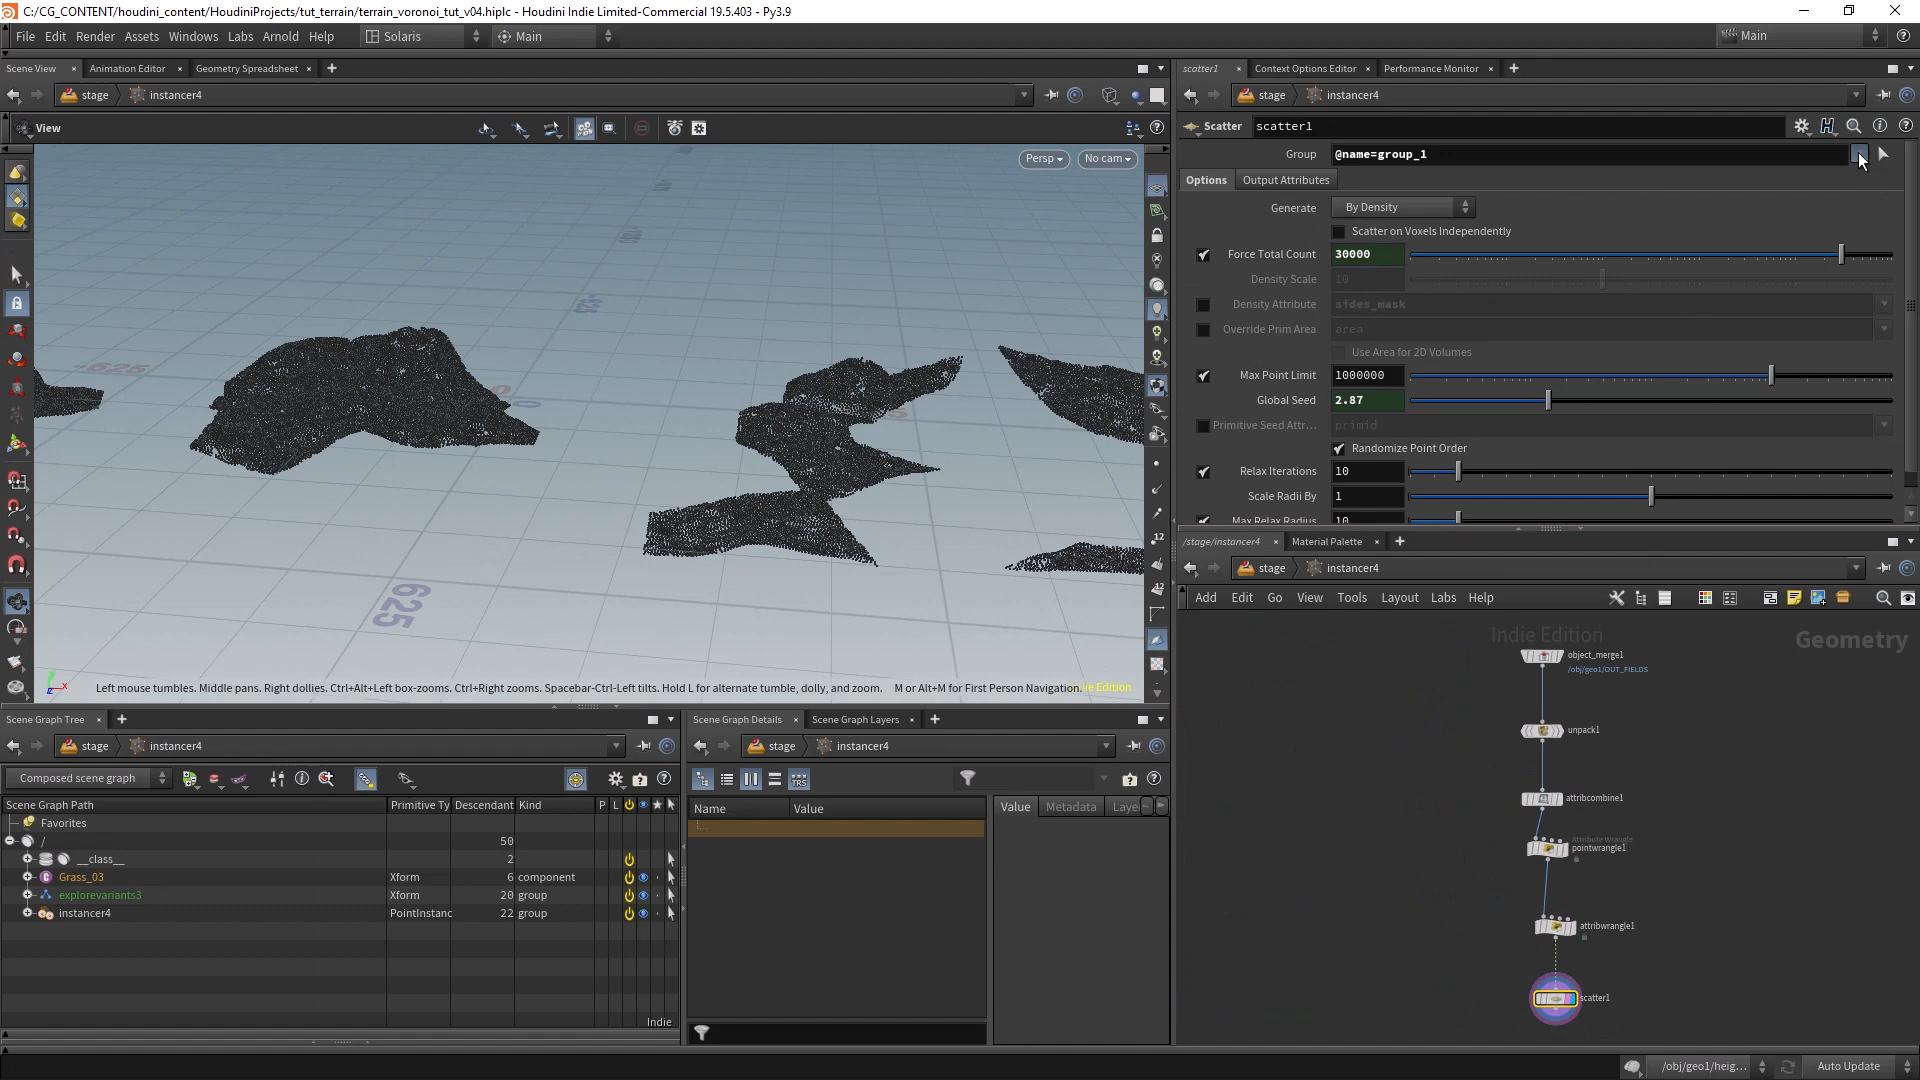 C:/CG_CONTENT/houdini_content/HoudiniProjects/tut_terrain/terrain_voronoi_tut_v04.hiplc - Houdini Indie Limited-Commercial 19.5.403 - Py3.9
File Edit Render Assets Windows Labs Arnold Help Solaris Main Main
Scene View Animation Editor Geometry Spreadsheet
stage instancer4
View
Persp No cam
625
625
Left mouse tumbles. Middle pans. Right dollies. Ctrl+Alt+Left box-zooms. Ctrl+Right zooms. Spacebar-Ctrl-Left tilts. Hold L for alternate tumble, dolly, and zoom. M or Alt+M for First Person Navigation. Edition
scatter1 Context Options Editor Performance Monitor
stage instancer4
Scatter scatter1
Group @name=group_1
Options Output Attributes
Generate By Density
Scatter on Voxels Independently
Force Total Count 30000
Density Scale 10
Density Attribute sides_mask
Override Prim Area area
Use Area for 2D Volumes
Max Point Limit 1000000
Global Seed 2.87
Primitive Seed Attr... primid
Randomize Point Order
Relax Iterations 10
Scale Radii By 1
Max Relax Radius 10
/stage/instancer4 Material Palette
stage instancer4
Add Edit Go View Tools Layout Labs Help
Indie Edition
Geometry
object_merge1
/obj/geo1/OUT_FIELDS
unpack1
attribcombine1
Attribute Wrangle
pointwrangle1
attribwrangle1
scatter1
Scene Graph Tree
stage instancer4
Composed scene graph
Scene Graph Path Primitive Ty Descendant Kind P L
Favorites
/ 50
__class__ 2
Grass_03 Xform 6 component
explorevariants3 Xform 20 group
instancer4 PointInstanc 22 group
Indie
Scene Graph Details Scene Graph Layers
stage instancer4
Name Value
Value Metadata Laye
/obj/geo1/heig... Auto Update